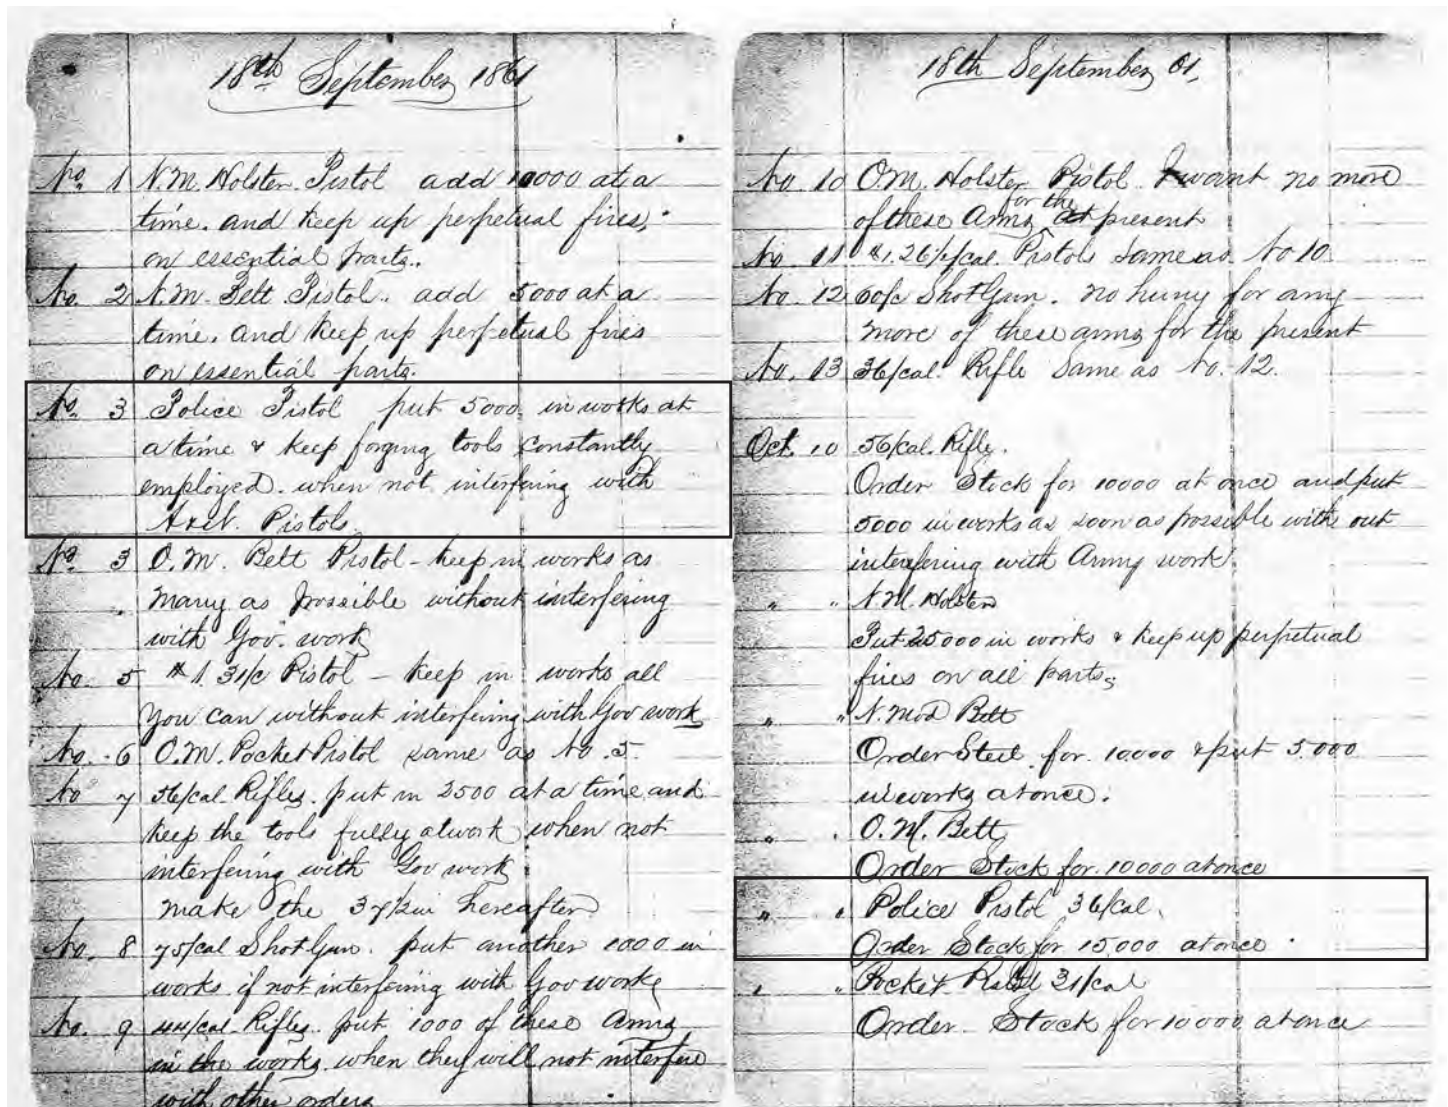 18th September 1861
No. 1 N.M. Holster Pistol add 10000 at a
time. and keep up perpetual fires,
on essential parts.
No. 2 N.M. Belt Pistol. add 5000 at a
time. and keep up perpetual fires
on essential parts.
No. 3 Police Pistol put 5000 in works at
a time & keep forging tools constantly
employed. when not interfering with
Pistols
No. 3 O.M. Belt Pistol - keep in works as
many as possible without interfering
with Gov. work
No. 5 #1. 31/c Pistol - keep in works all
you can without interfering with Gov work
No. 6 O.M. Pocket Pistol same as No. 5
No 7 56/cal. Rifles. put in 2500 at a time and
keep the tools fully at work when not
interfering with Gov work.
make the 37½ in hereafter
No. 8 75/cal Shot Gun. put another 1000 in
works if not interfering with Gov work
No. 9 44/cal Rifles. put 1000 of these Arms
in the works when they will not interfere
with other orders
18th September 61,
No 10 O.M. Holster Pistol. I want no more
of these Arms for the present
No 11 #1. 26½/cal. Pistols same as No 10
No. 12 60/c Shot Gun. no hurry for any
more of these arms for the present
No. 13 36/cal. Rifle Same as No. 12.
Oct. 10 56/cal. Rifle.
Order Stock for 10000 at once and put
5000 in works as soon as possible with out
interfering with Army work.
" " N.M. Holster
Put 25000 in works & keep up perpetual
fires on all parts,
" " N. Mod Belt
Order Steel for 10000 & put 5.000
in works at once.
" " O.M. Belt
Order Stock for 10000 at once
" " Police Pistol 36/cal.
Order Stock for 15,000 at once.
" " Pocket Pistol 31/cal
Order Stock for 10000 at once